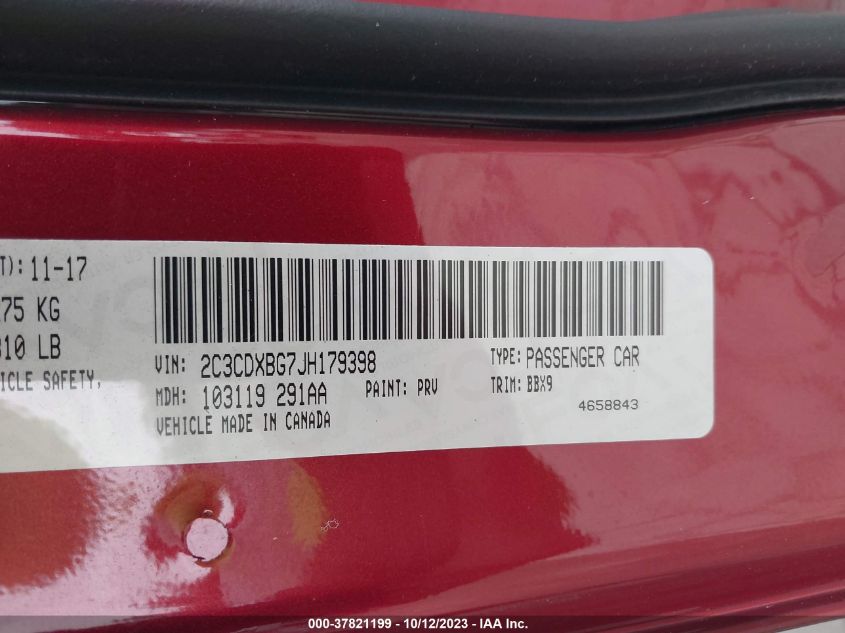 T): 11-17
75 KG
310 LB
ICLE SAFETY,
VIN: 2C3CDXBG7JH179398
TYPE: PASSENGER CAR
MDH: 103119 291AA
PAINT: PRV
TRIM: BBX9
VEHICLE MADE IN CANADA
4658843
000-37821199 - 10/12/2023 - IAA Inc.